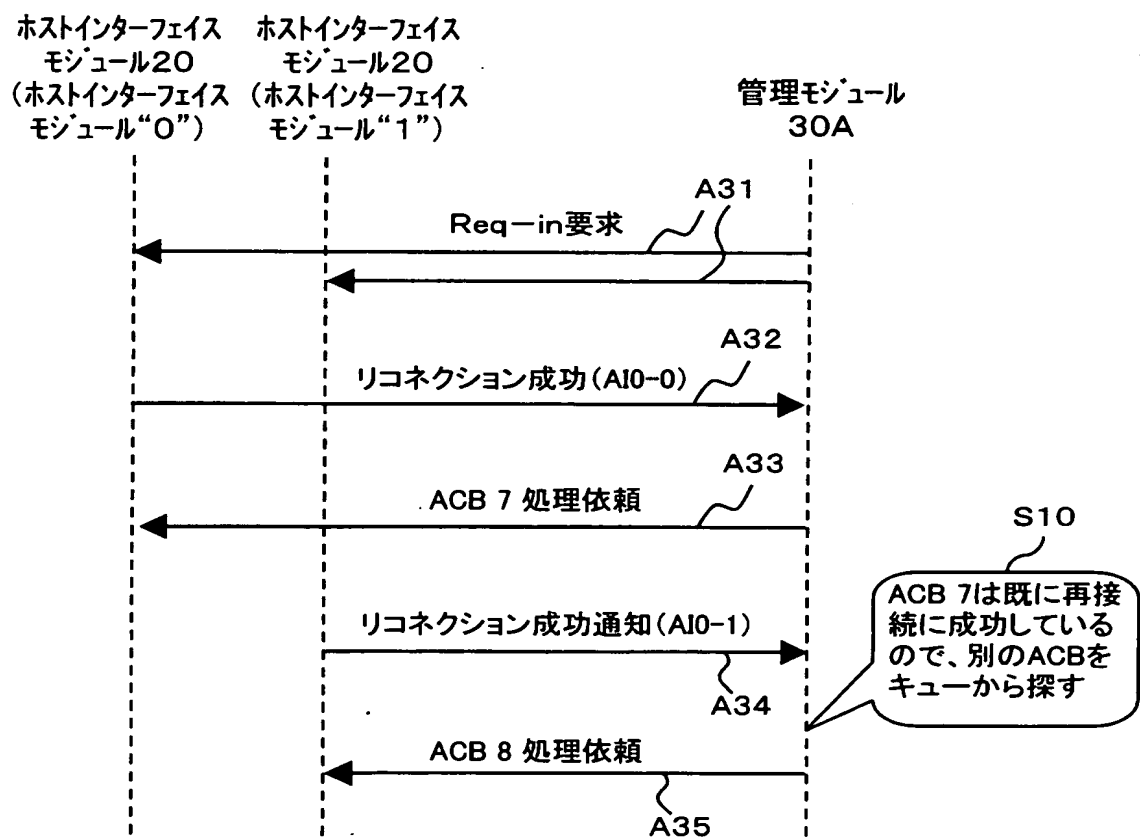 ホストインターフェイス
モジュール20
(ホストインターフェイス
モジュール“0”)
ホストインターフェイス
モジュール20
(ホストインターフェイス
モジュール“1”)
管理モジュール
30A
A31
Req-in要求
A32
リコネクション成功(AI0-0)
A33
ACB 7 処理依頼
S10
ACB 7は既に再接
続に成功している
ので、別のACBを
キューから探す
リコネクション成功通知(AI0-1)
A34
ACB 8 処理依頼
A35